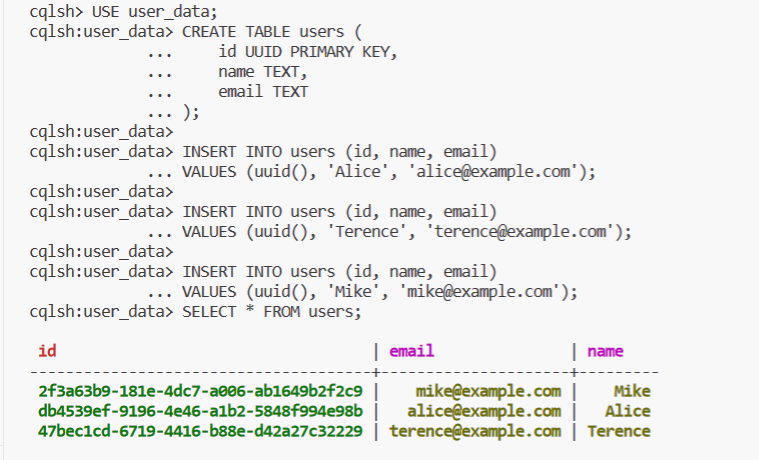 cqlsh> USE user_data;
cqlsh:user_data> CREATE TABLE users (
             ...     id UUID PRIMARY KEY,
             ...     name TEXT,
             ...     email TEXT
             ... );
cqlsh:user_data>
cqlsh:user_data> INSERT INTO users (id, name, email)
             ... VALUES (uuid(), 'Alice', 'alice@example.com');
cqlsh:user_data>
cqlsh:user_data> INSERT INTO users (id, name, email)
             ... VALUES (uuid(), 'Terence', 'terence@example.com');
cqlsh:user_data>
cqlsh:user_data> INSERT INTO users (id, name, email)
             ... VALUES (uuid(), 'Mike', 'mike@example.com');
cqlsh:user_data> SELECT * FROM users;
 id                                   | email               | name
--------------------------------------+---------------------+---------
 2f3a63b9-181e-4dc7-a006-ab1649b2f2c9 |    mike@example.com |    Mike
 db4539ef-9196-4e46-a1b2-5848f994e98b |   alice@example.com |   Alice
 47bec1cd-6719-4416-b88e-d42a27c32229 | terence@example.com | Terence